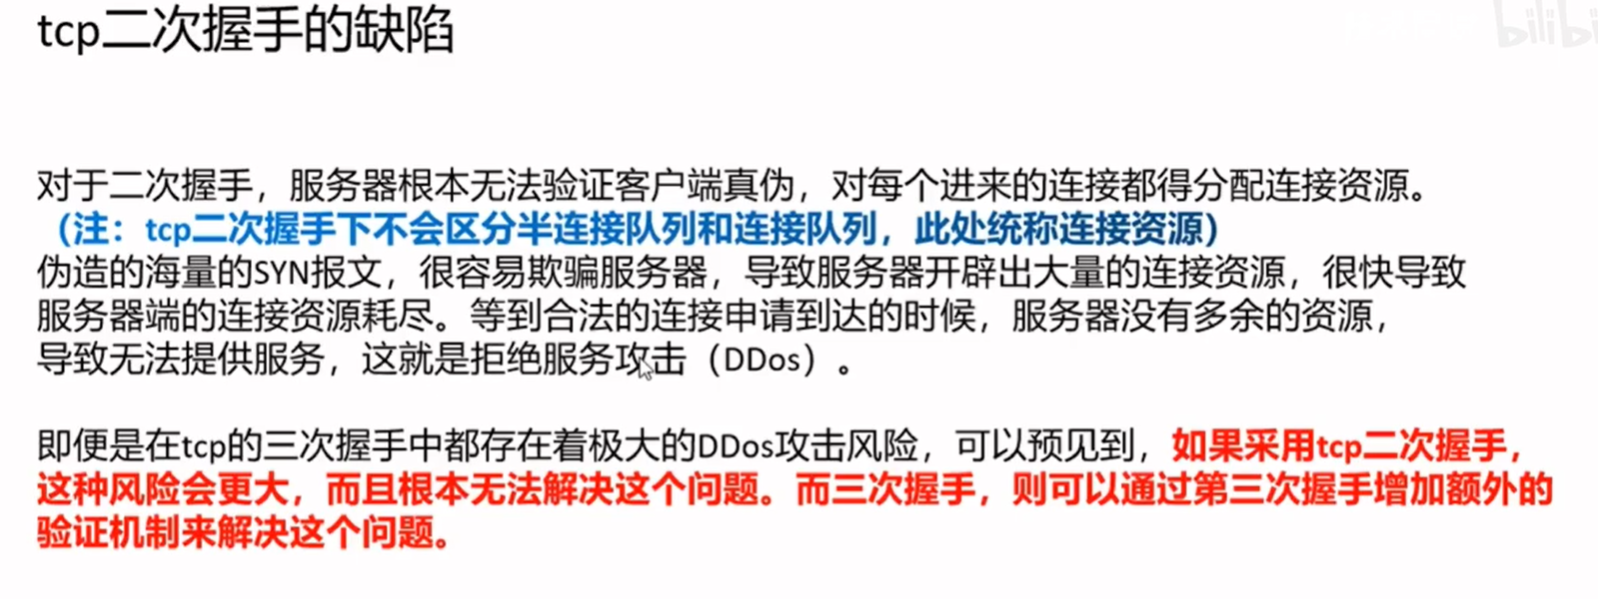 tcp二次握手的缺陷
对于二次握手，服务器根本无法验证客户端真伪，对每个进来的连接都得分配连接资源。
（注：tcp二次握手下不会区分半连接队列和连接队列，此处统称连接资源）
伪造的海量的SYN报文，很容易欺骗服务器，导致服务器开辟出大量的连接资源，很快导致
服务器端的连接资源耗尽。等到合法的连接申请到达的时候，服务器没有多余的资源，
导致无法提供服务，这就是拒绝服务攻击（DDos）。
即便是在tcp的三次握手中都存在着极大的DDos攻击风险，可以预见到，如果采用tcp二次握手，
这种风险会更大，而且根本无法解决这个问题。而三次握手，则可以通过第三次握手增加额外的
验证机制来解决这个问题。